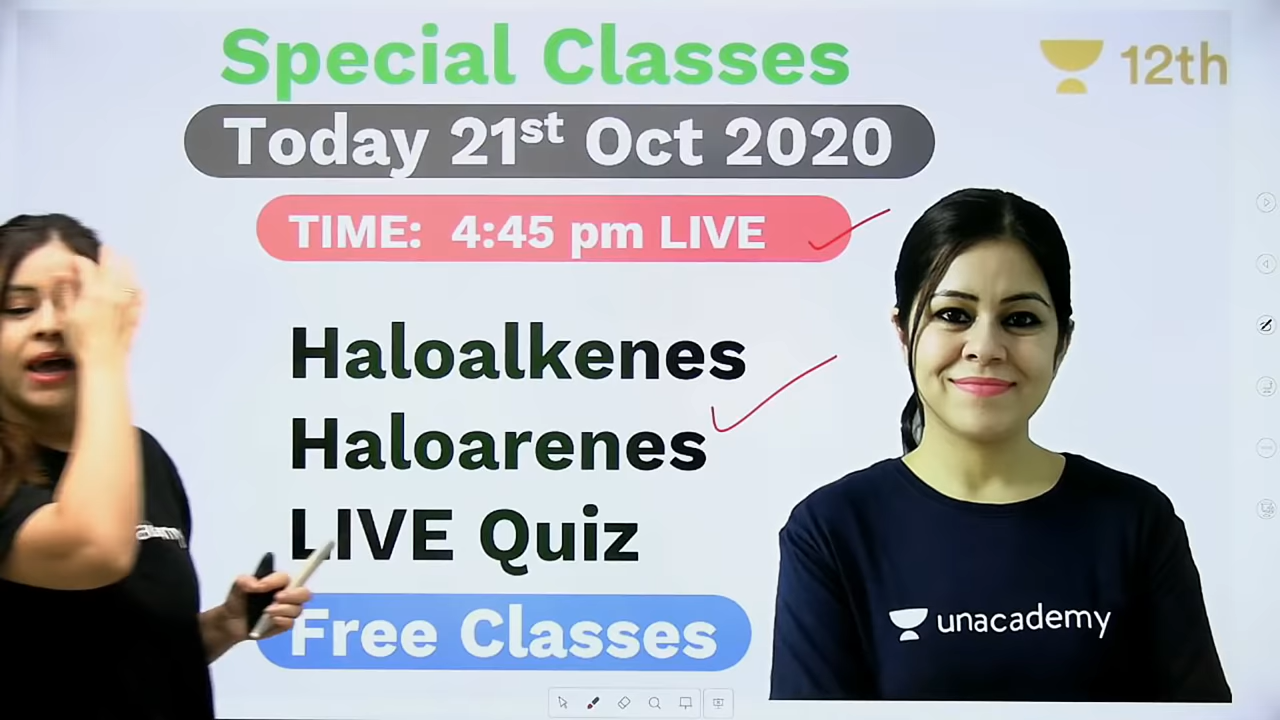 Special Classes
12th
Today 21st Oct 2020
TIME: 4:45 pm LIVE
Haloalkenes
Haloarenes
LIVE Quiz
Free Classes
unacademy